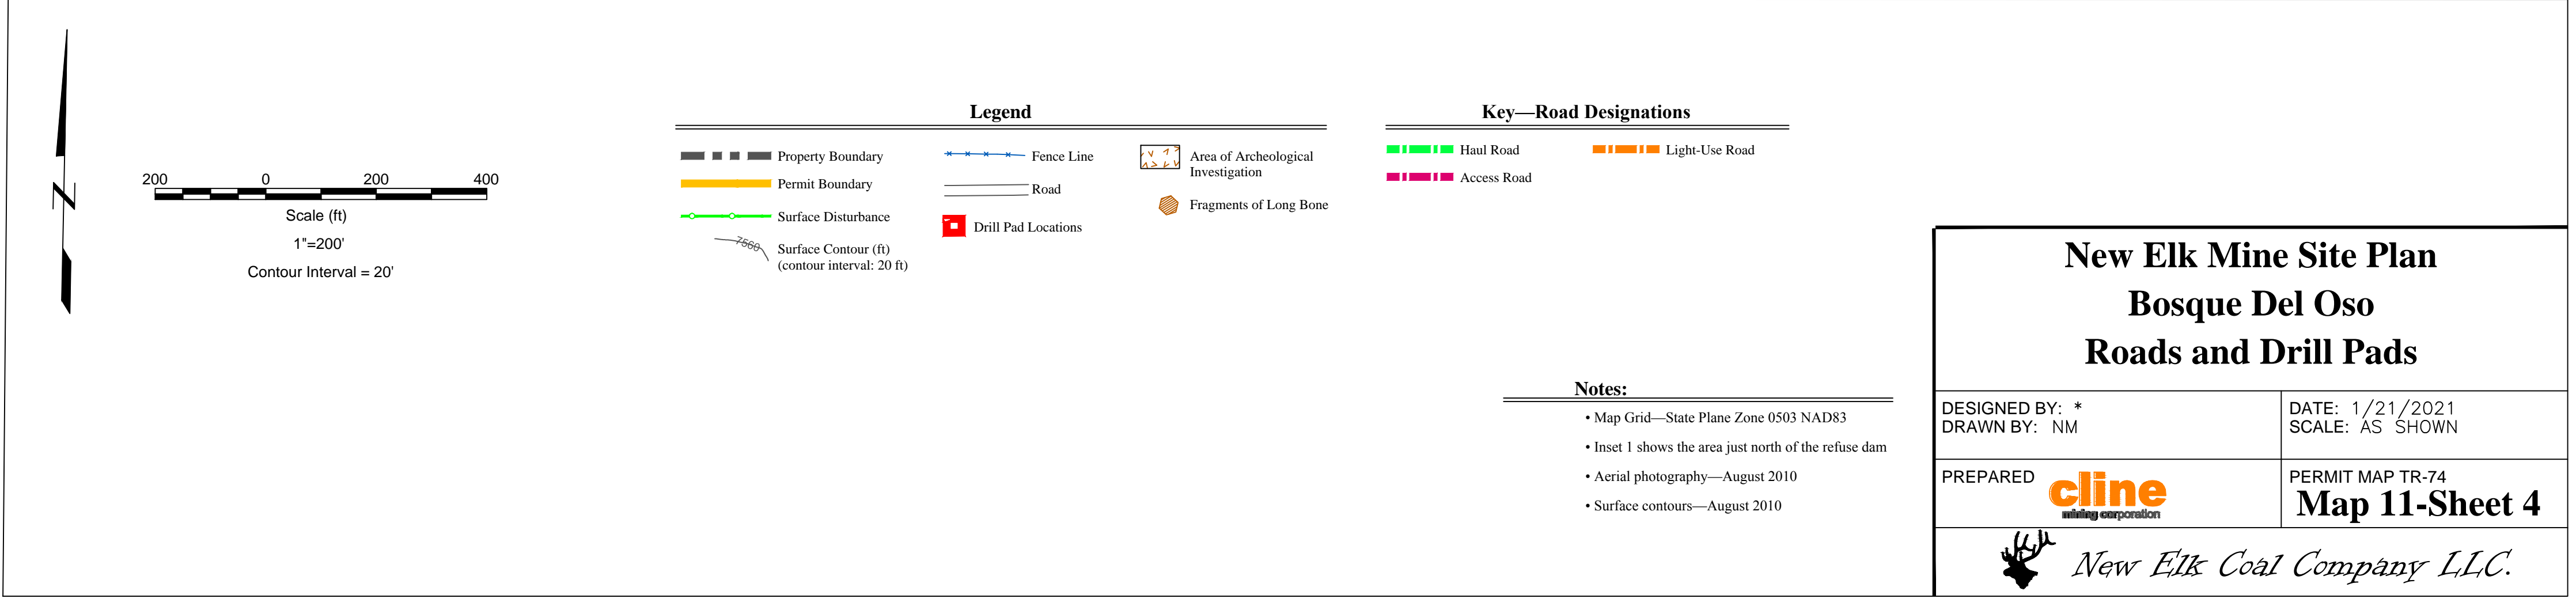 N
200 0 200 400
Scale (ft)
1"=200'
Contour Interval = 20'
Legend
Property Boundary
Permit Boundary
Surface Disturbance
7560
Surface Contour (ft)
(contour interval: 20 ft)
Fence Line
Road
Drill Pad Locations
Area of Archeological
Investigation
Fragments of Long Bone
Key—Road Designations
Haul Road
Access Road
Light-Use Road
Notes:
• Map Grid—State Plane Zone 0503 NAD83
• Inset 1 shows the area just north of the refuse dam
• Aerial photography—August 2010
• Surface contours—August 2010
New Elk Mine Site Plan
Bosque Del Oso
Roads and Drill Pads
DESIGNED BY: *
DRAWN BY: NM
DATE: 1/21/2021
SCALE: AS SHOWN
PREPARED
cline
mining corporation
PERMIT MAP TR-74
Map 11-Sheet 4
New Elk Coal Company LLC.